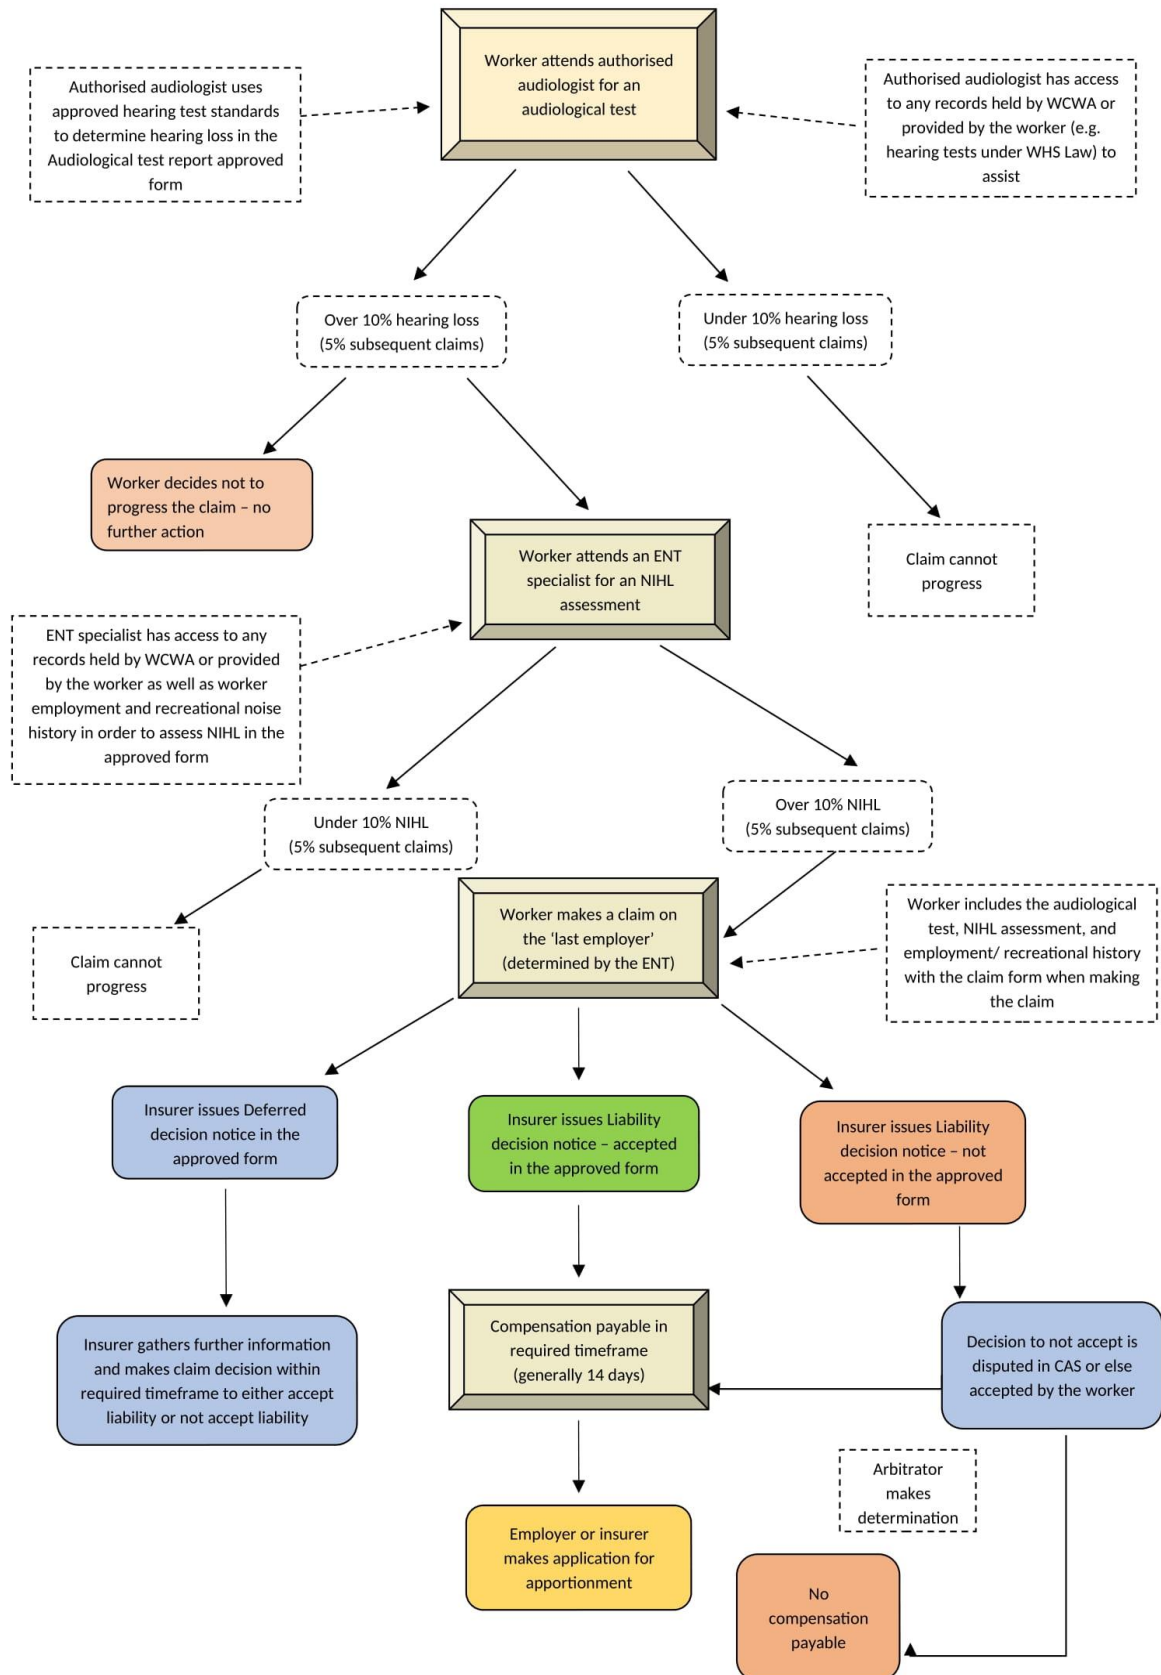 Worker attends authorised
audiologist for an
audiological test
Authorised audiologist uses
approved hearing test standards
to determine hearing loss in the
Audiological test report approved
form
Authorised audiologist has access
to any records held by WCWA or
provided by the worker (e.g.
hearing tests under WHS Law) to
assist
Over 10% hearing loss
(5% subsequent claims)
Under 10% hearing loss
(5% subsequent claims)
Worker decides not to
progress the claim – no
further action
Worker attends an ENT
specialist for an NIHL
assessment
Claim cannot
progress
ENT specialist has access to any
records held by WCWA or provided
by the worker as well as worker
employment and recreational noise
history in order to assess NIHL in the
approved form
Under 10% NIHL
(5% subsequent claims)
Over 10% NIHL
(5% subsequent claims)
Claim cannot
progress
Worker makes a claim on
the ‘last employer’
(determined by the ENT)
Worker includes the audiological
test, NIHL assessment, and
employment/ recreational history
with the claim form when making
the claim
Insurer issues Deferred
decision notice in the
approved form
Insurer issues Liability
decision notice – accepted
in the approved form
Insurer issues Liability
decision notice – not
accepted in the approved
form
Insurer gathers further information
and makes claim decision within
required timeframe to either accept
liability or not accept liability
Compensation payable in
required timeframe
(generally 14 days)
Decision to not accept is
disputed in CAS or else
accepted by the worker
Arbitrator
makes
determination
Employer or insurer
makes application for
apportionment
No
compensation
payable